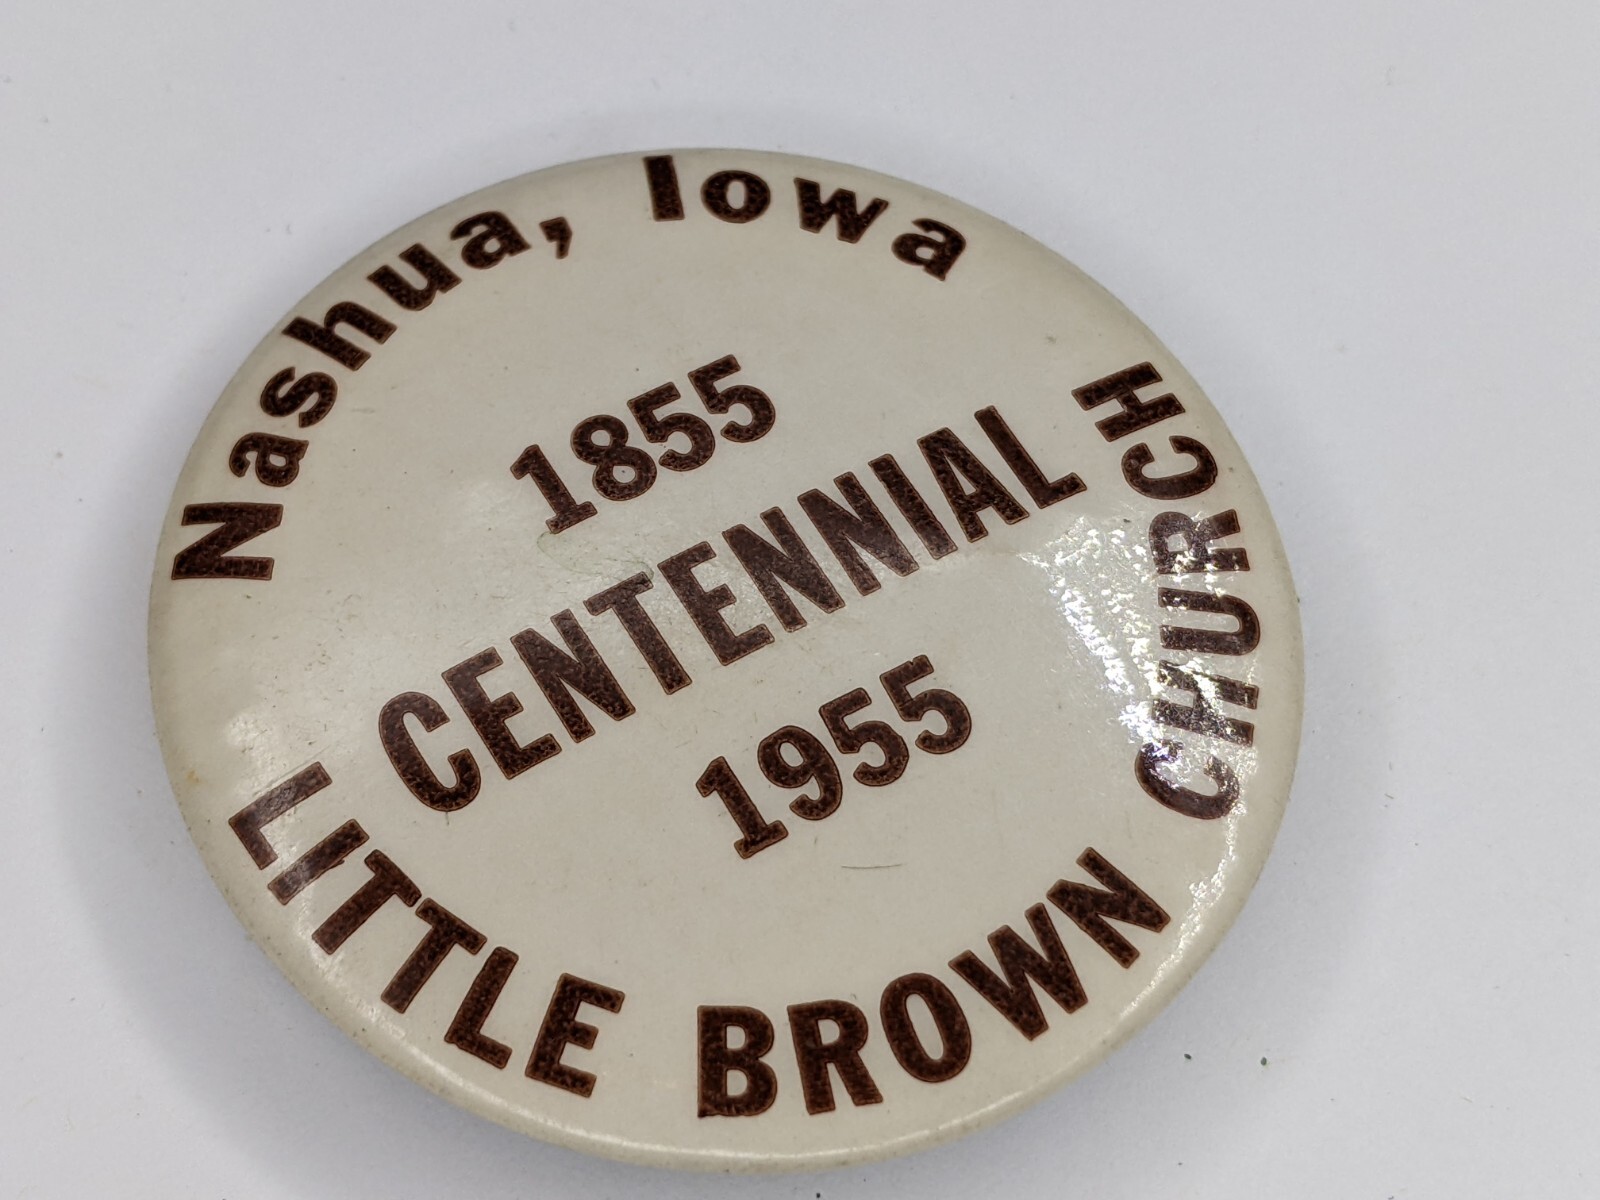 Nashua, Iowa
1855
CENTENNIAL
1955
LITTLE BROWN CHURCH